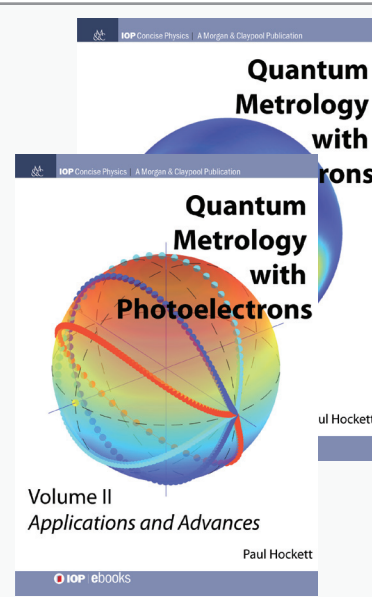 IOP Concise Physics | A Morgan & Claypool Publication
Quantum
Metrology
with
rons
ul Hockett
IOP Concise Physics | A Morgan & Claypool Publication
Quantum
Metrology
with
Photoelectrons
Volume II
Applications and Advances
Paul Hockett
IOP | ebooks